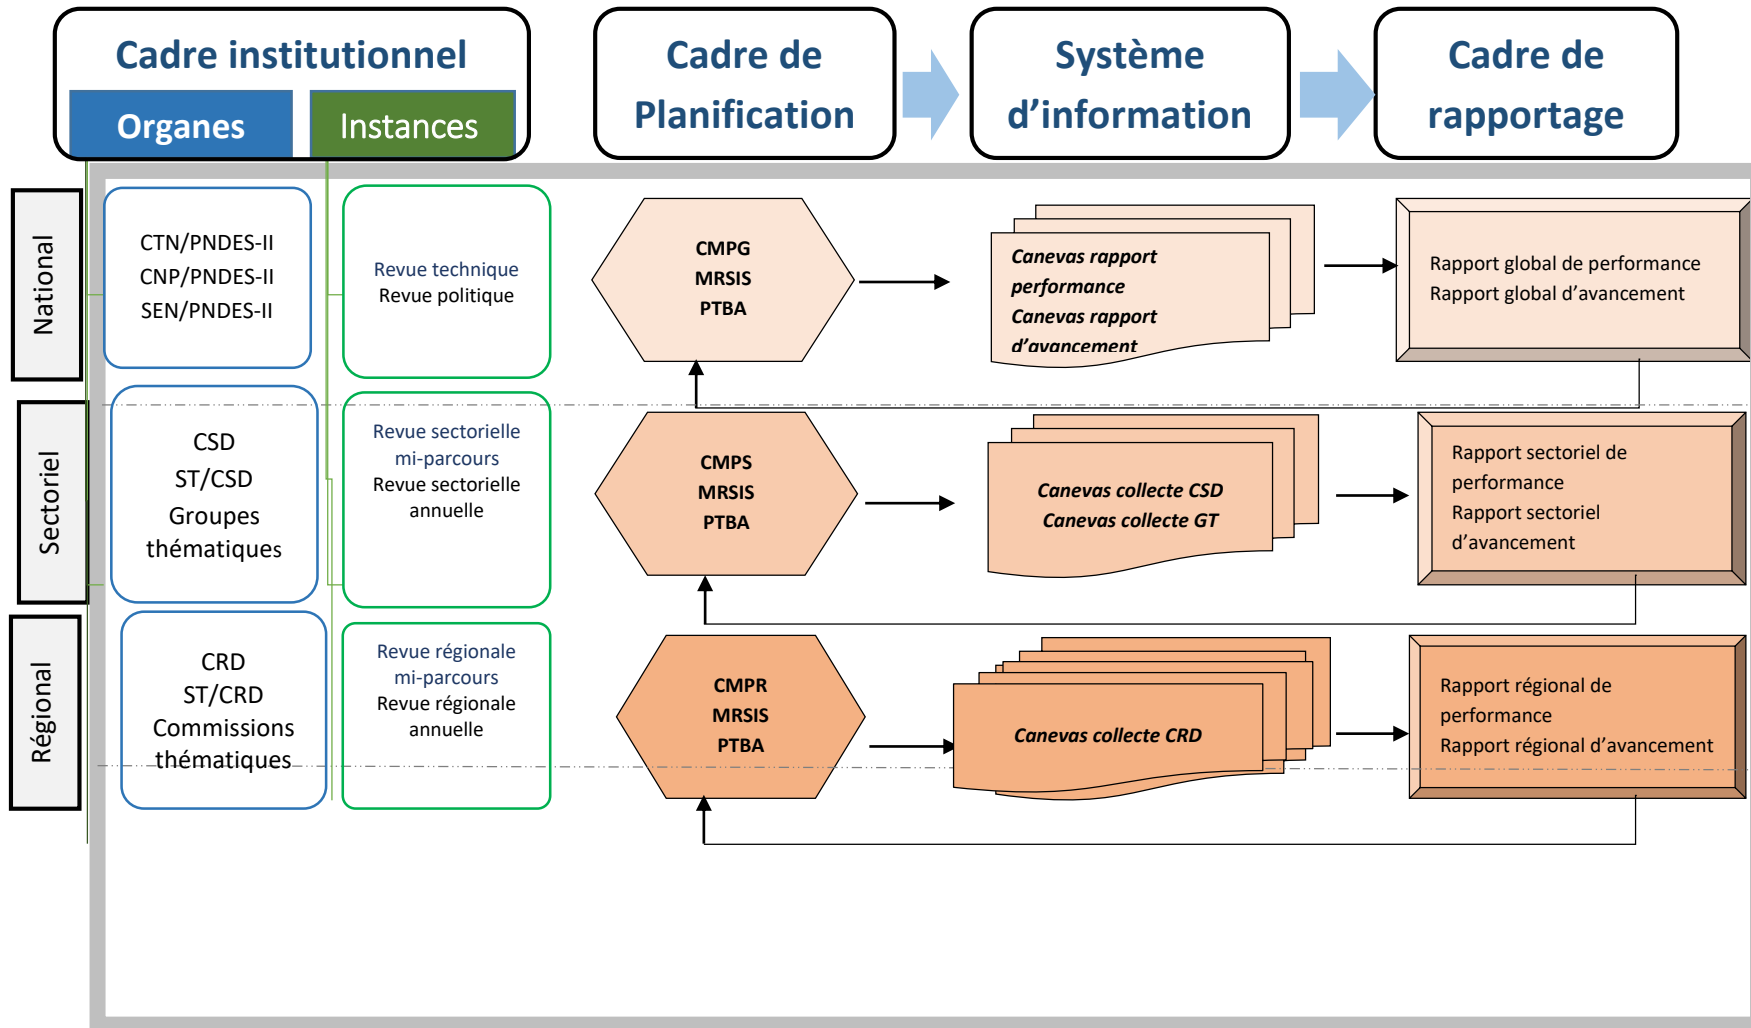 Cadre institutionnel
Organes
Instances
Cadre de
Planification
Système
d’information
Cadre de
rapportage
National
CTN/PNDES-II
CNP/PNDES-II
SEN/PNDES-II
Revue technique
Revue politique
CMPG
MRSIS
PTBA
Canevas rapport
performance
Canevas rapport
d’avancement
Rapport global de performance
Rapport global d’avancement
Sectoriel
CSD
ST/CSD
Groupes
thématiques
Revue sectorielle
mi-parcours
Revue sectorielle
annuelle
CMPS
MRSIS
PTBA
Canevas collecte CSD
Canevas collecte GT
Rapport sectoriel de
performance
Rapport sectoriel
d’avancement
Régional
CRD
ST/CRD
Commissions
thématiques
Revue régionale
mi-parcours
Revue régionale
annuelle
CMPR
MRSIS
PTBA
Canevas collecte CRD
Rapport régional de
performance
Rapport régional d’avancement